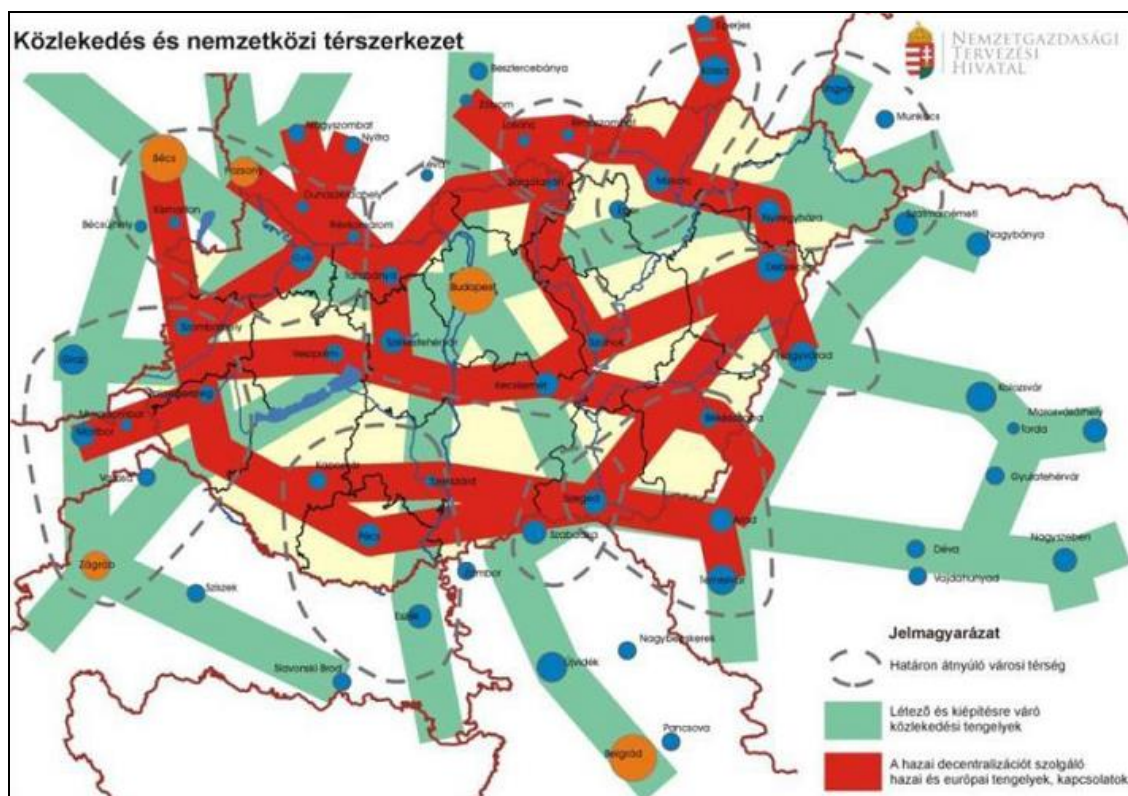 Közlekedés és nemzetközi térszerkezet
NEMZETGAZDASÁGI
TERVEZÉSI
HIVATAL
Eperjes
Kassa
Besztercebánya
Zólyom
Losonc
Rimaszombat
Ungvár
Munkács
Nagyszombat
Nyitra
Léva
Bécs
Pozsony
Dunaszerdahely
Kismarton
Bécsújhely
Révkomárom
Győr
Tatabánya
Salgótarján
Miskolc
Eger
Nyíregyháza
Szatmárnémeti
Nagybánya
Debrecen
Budapest
Szombathely
Graz
Veszprém
Székesfehérvár
Szolnok
Nagyvárad
Kecskemét
Zalaegerszeg
Muraszombat
Maribor
Békéscsaba
Kolozsvár
Marosvásárhely
Torda
Gyulafehérvár
Varasd
Kaposvár
Szekszárd
Szeged
Pécs
Szabadka
Arad
Déva
Nagyszeben
Vajdahunyad
Zágráb
Sziszek
Zombor
Temesvár
Eszék
Slavonski Brod
Újvidék
Nagybecskerek
Pancsova
Belgrád
Jelmagyarázat
Határon átnyúló városi térség
Létező és kiépítésre váró
közlekedési tengelyek
A hazai decentralizációt szolgáló
hazai és európai tengelyek, kapcsolatok